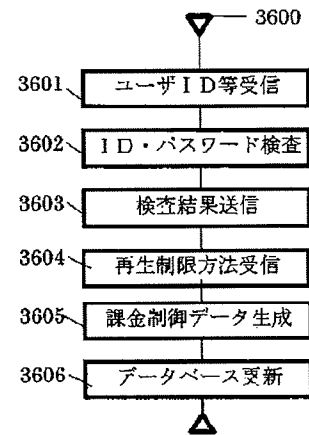 3600
3601 ユーザID等受信
3602 ID・パスワード検査
3603 検査結果送信
3604 再生制限方法受信
3605 課金制御データ生成
3606 データベース更新